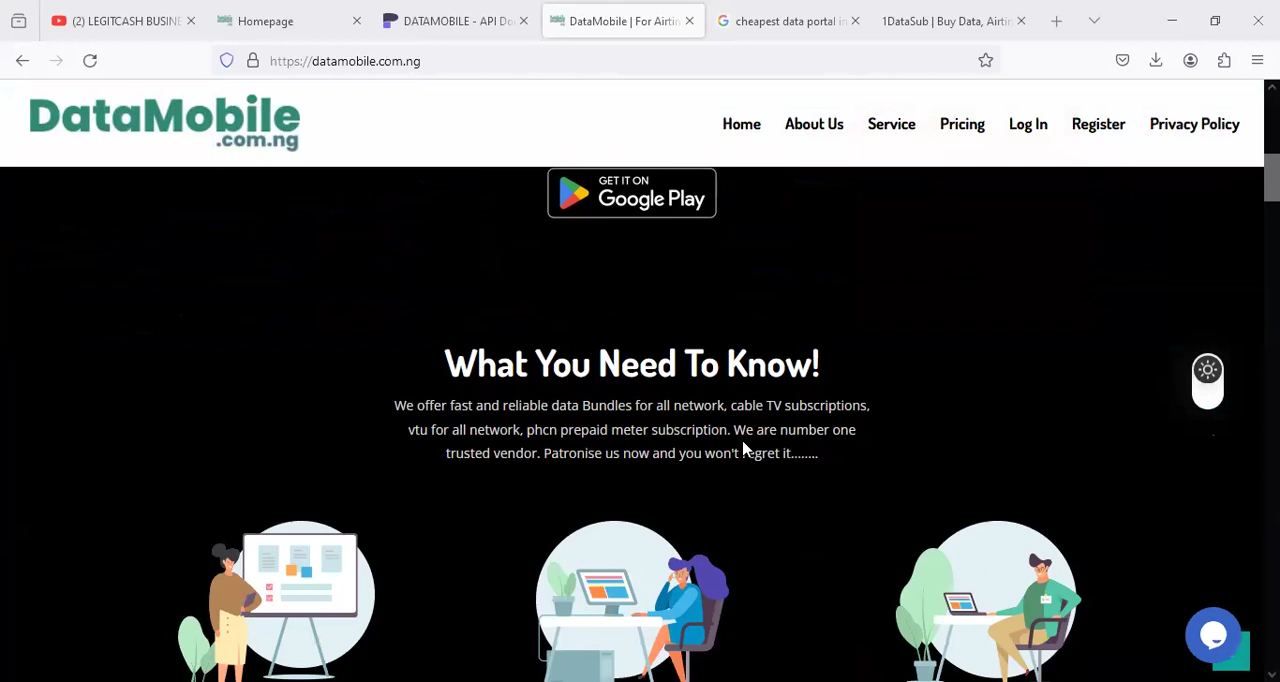 (2) LEGITCASH BUSINE
Homepage
DATAMOBILE - API Do
DataMobile | For Airtin
cheapest data portal in
1DataSub | Buy Data, Airtin
https://datamobile.com.ng
DataMobile
.com.ng
Home
About Us
Service
Pricing
Log In
Register
Privacy Policy
GET IT ON
Google Play
What You Need To Know!
We offer fast and reliable data Bundles for all network, cable TV subscriptions,
vtu for all network, phcn prepaid meter subscription. We are number one
trusted vendor. Patronise us now and you won't regret it........